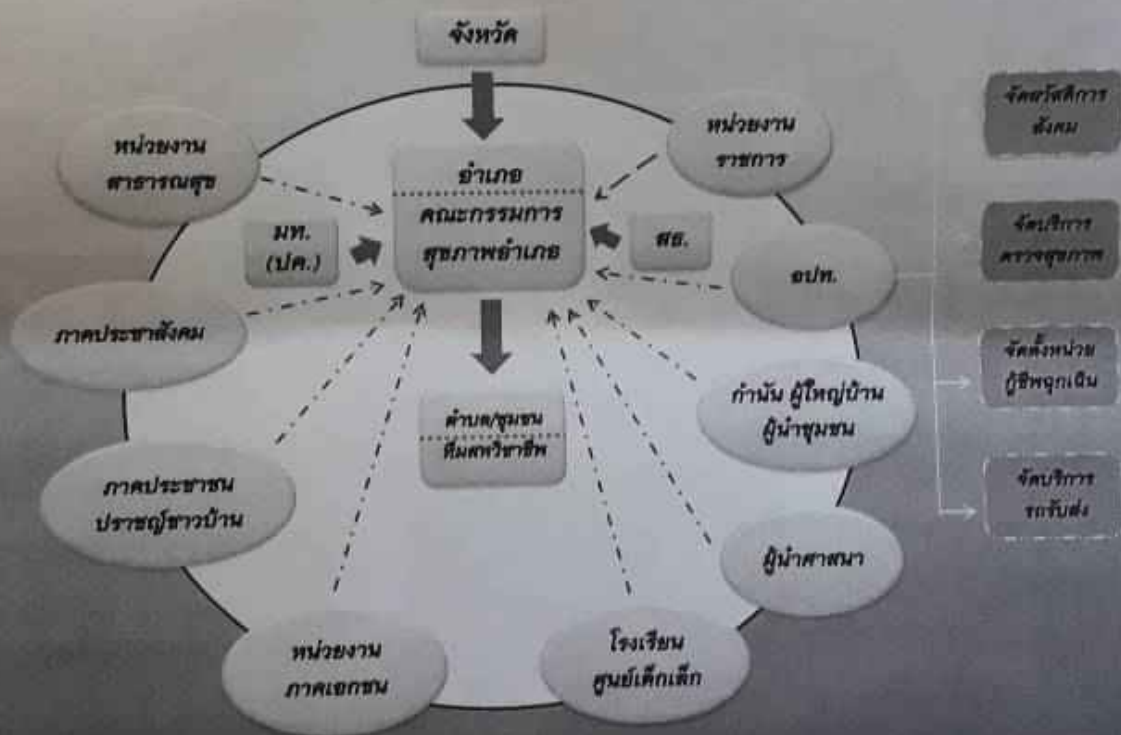 จังหวัด
หน่วยงาน
สาธารณสุข
อำเภอ
คณะกรรมการ
สุขภาพอำเภอ
หน่วยงาน
ราชการ
จัดสวัสดิการ
สังคม
มท.
(ปค.)
สธ.
อปท.
จัดบริการ
ตรวจสุขภาพ
ภาคประชาสังคม
ตำบล/ชุมชน
ทีมสหวิชาชีพ
กำนัน ผู้ใหญ่บ้าน
ผู้นำชุมชน
จัดตั้งหน่วย
กู้ชีพฉุกเฉิน
ภาคประชาชน
ปราชญ์ชาวบ้าน
จัดบริการ
รถรับส่ง
ผู้นำศาสนา
หน่วยงาน
ภาคเอกชน
โรงเรียน
ศูนย์เด็กเล็ก